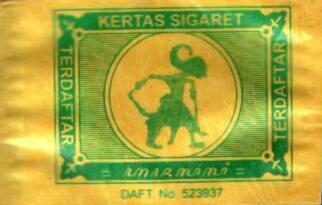 KERTAS SIGARET
TERDAFTAR
TERDAFTAR
DAFT. No. 523937